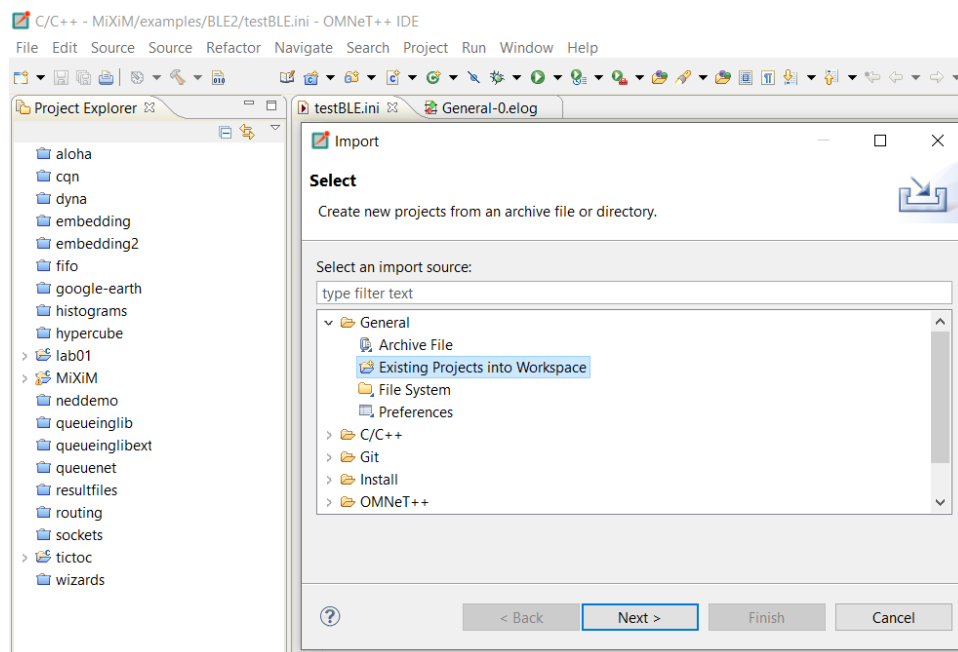 C/C++ - MiXiM/examples/BLE2/testBLE.ini - OMNeT++ IDE
File Edit Source Source Refactor Navigate Search Project Run Window Help
Project Explorer
testBLE.ini
General-0.elog
aloha
cqn
dyna
embedding
embedding2
fifo
google-earth
histograms
hypercube
lab01
MiXiM
neddemo
queueinglib
queueinglibext
queuenet
resultfiles
routing
sockets
tictoc
wizards
Import
Select
Create new projects from an archive file or directory.
Select an import source:
type filter text
General
Archive File
Existing Projects into Workspace
File System
Preferences
C/C++
Git
Install
OMNeT++
?
< Back
Next >
Finish
Cancel